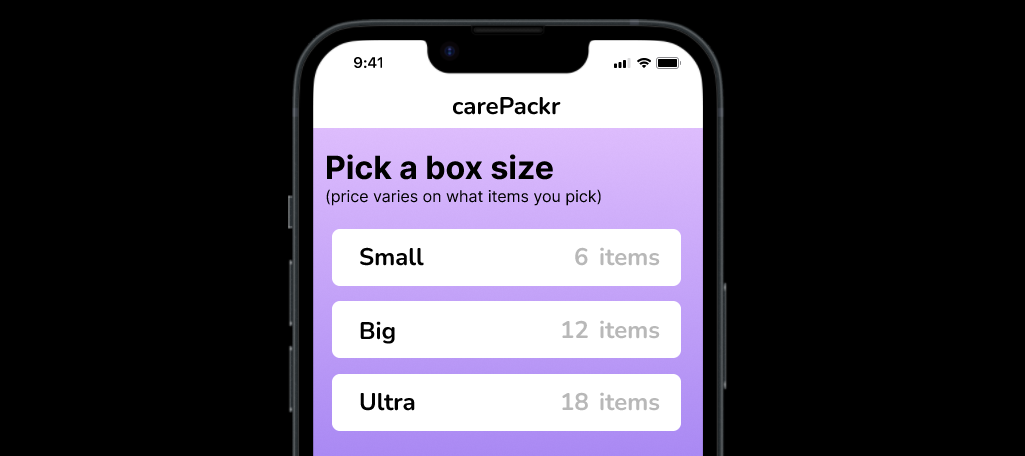 9:41
carePackr
Pick a box size
(price varies on what items you pick)
Small 6 items
Big 12 items
Ultra 18 items